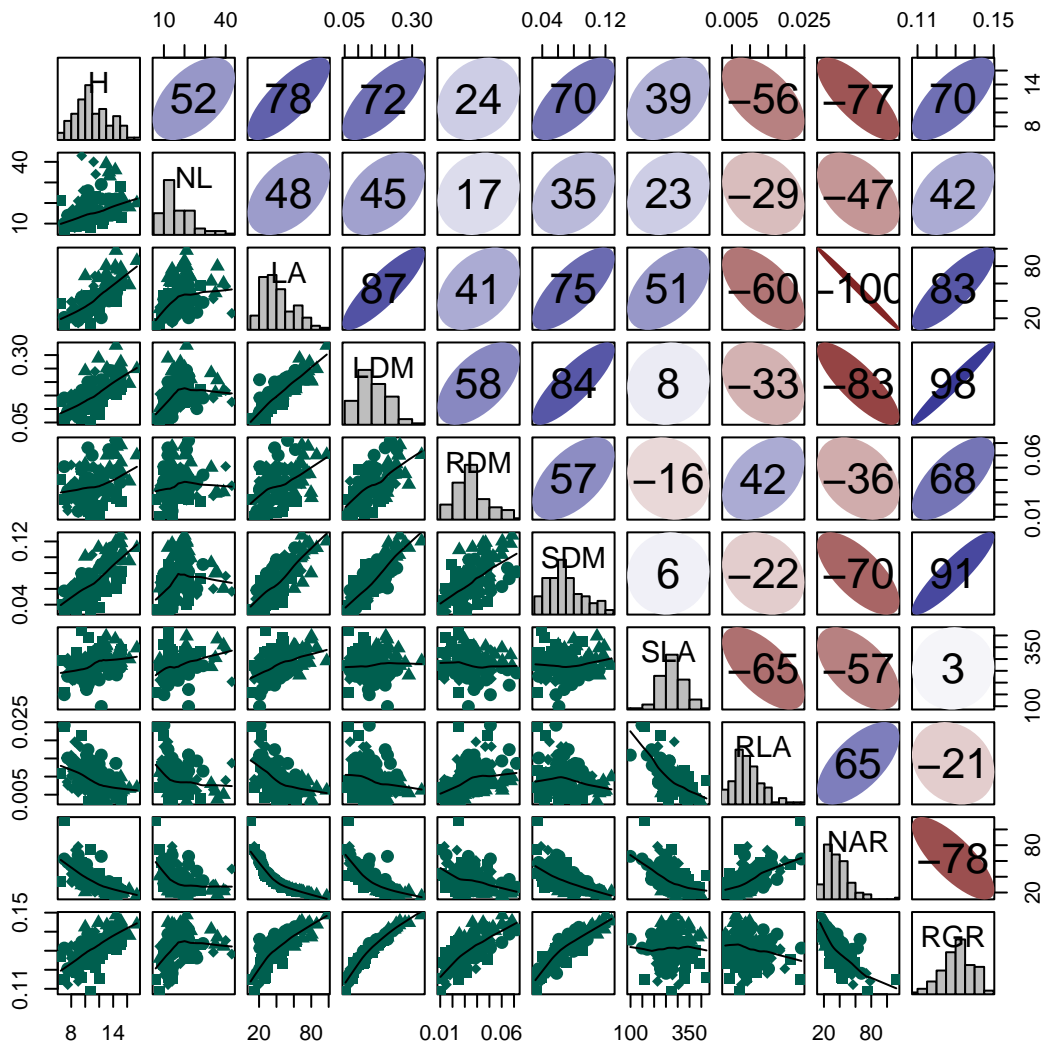 10 40 0.05 0.30 0.04 0.12 0.005 0.025 0.11 0.15
H 52 78 72 24 70 39 −56 −77 70 8 14
10 40 NL 48 45 17 35 23 −29 −47 42
LA 87 41 75 51 −60 −100 83 20 80
0.05 0.30 LDM 58 84 8 −33 −83 98
RDM 57 −16 42 −36 68 0.01 0.06
0.04 0.12 SDM 6 −22 −70 91
SLA −65 −57 3 100 350
0.005 0.025 RLA 65 −21
NAR −78 20 80
0.11 0.15 RGR
8 14 20 80 0.01 0.06 100 350 20 80